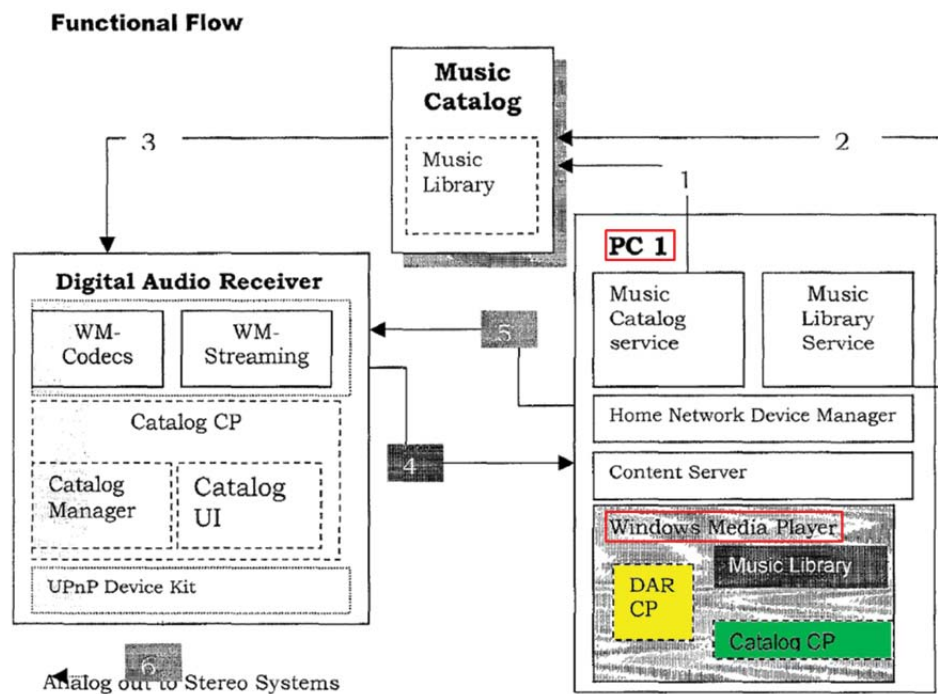 Functional Flow
Music
Catalog
Music
Library
3
2
1
PC 1
Music
Catalog
service
Music
Library
Service
Home Network Device Manager
Content Server
Windows Media Player
Music Library
DAR
CP
Catalog CP
Digital Audio Receiver
WM-
Codecs
WM-
Streaming
5
Catalog CP
4
Catalog
Manager
Catalog
UI
UPnP Device Kit
6
Analog out to Stereo Systems